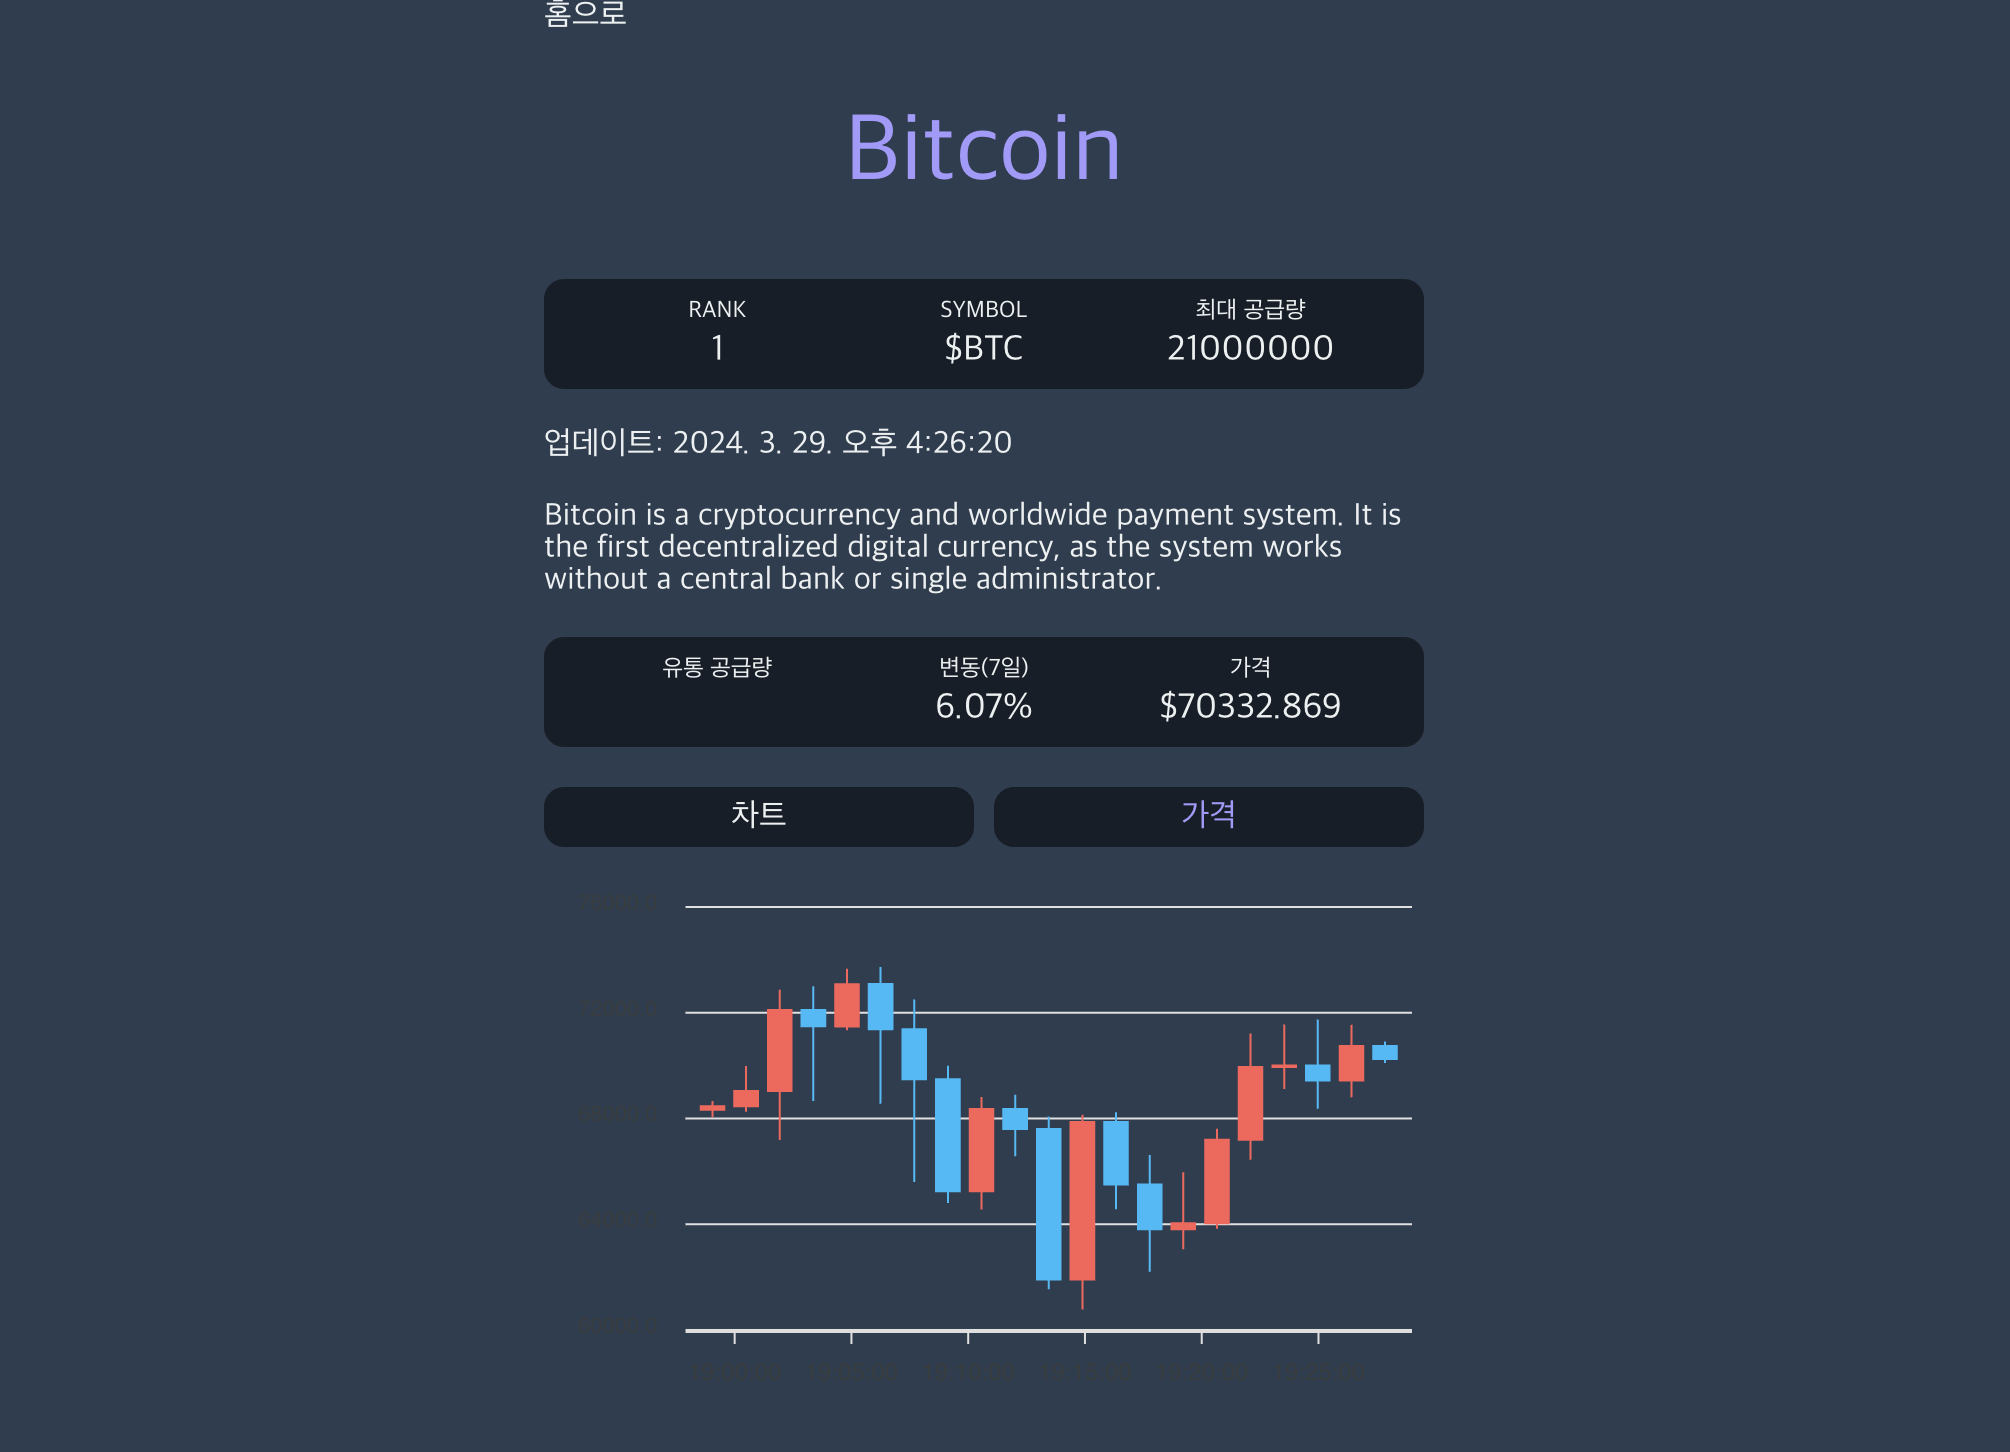 홈으로
Bitcoin
RANK SYMBOL 최대 공급량
1 $BTC 21000000
업데이트: 2024. 3. 29. 오후 4:26:20
Bitcoin is a cryptocurrency and worldwide payment system. It is
the first decentralized digital currency, as the system works
without a central bank or single administrator.
유통 공급량 변동(7일) 가격
6.07% $70332.869
차트 가격